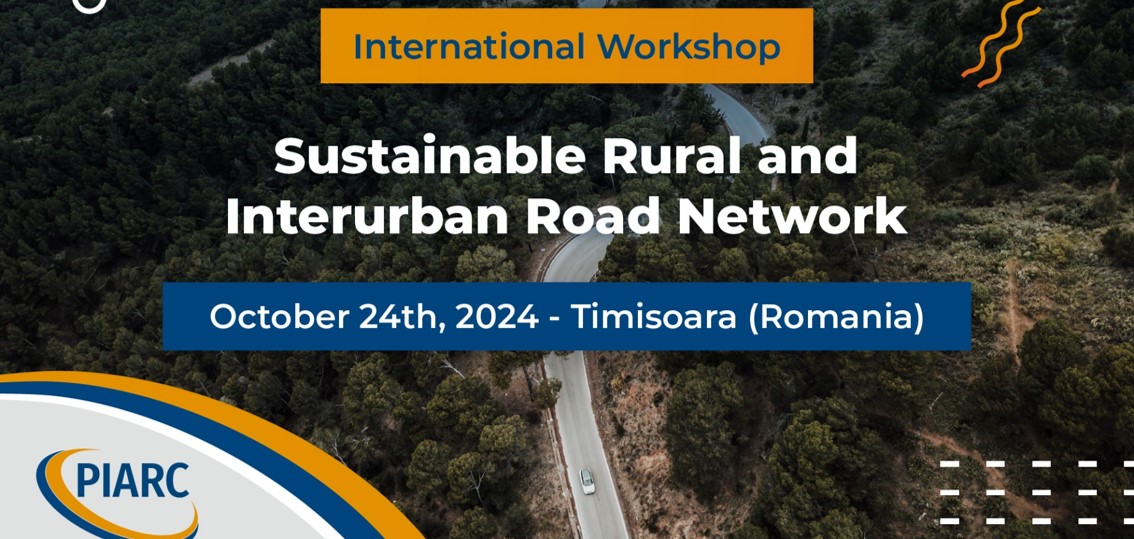 International Workshop
Sustainable Rural and
Interurban Road Network
October 24th, 2024 - Timisoara (Romania)
PIARC